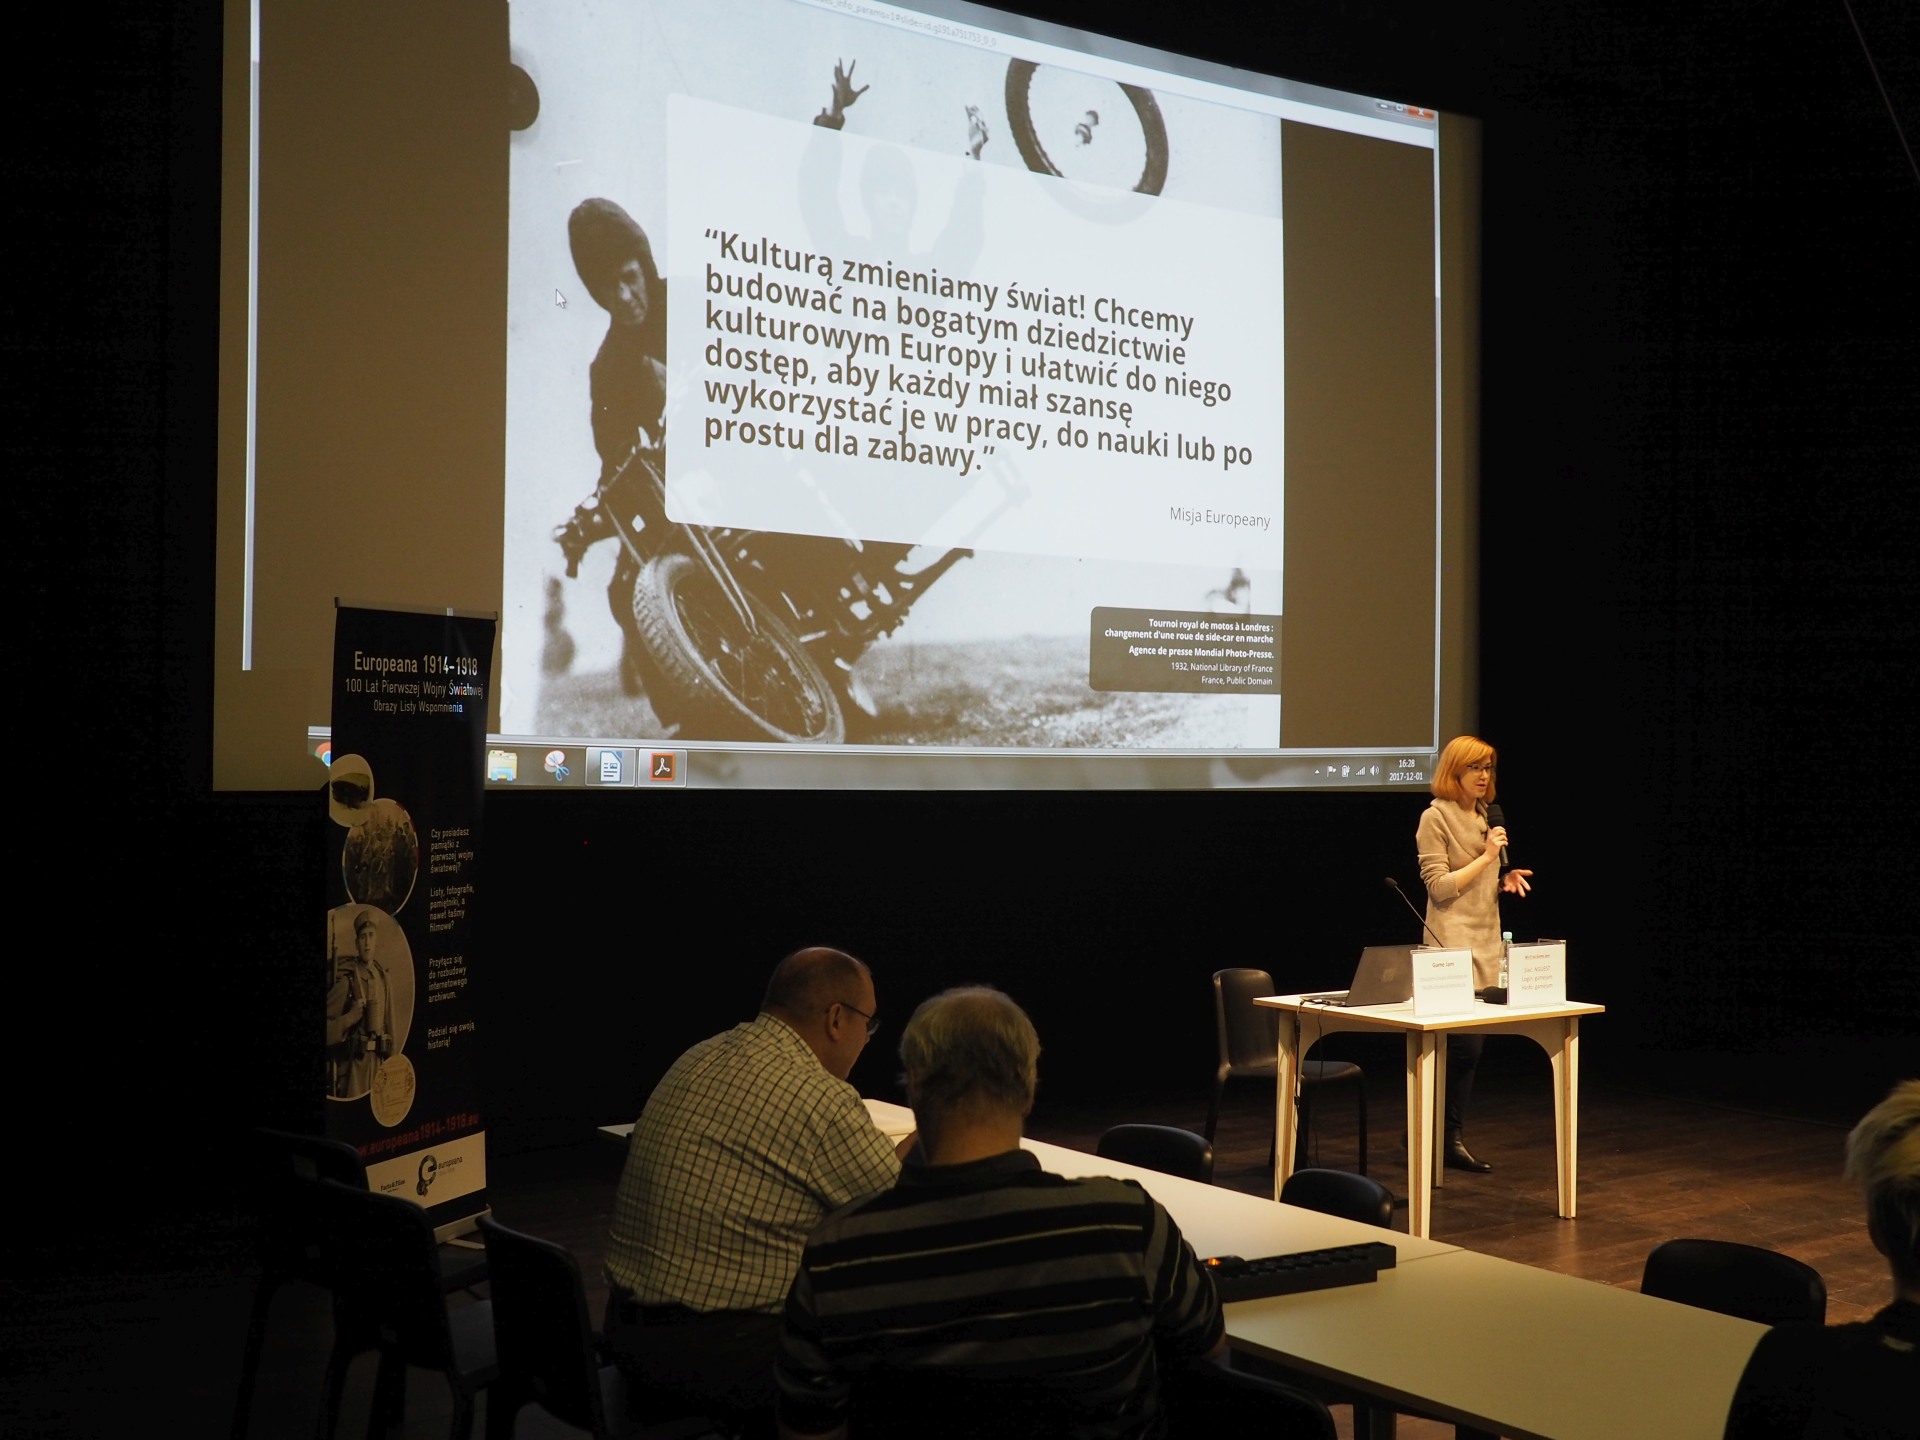 “Kulturą zmieniamy świat! Chcemy
budować na bogatym dziedzictwie
kulturowym Europy i ułatwić do niego
dostęp, aby każdy miał szansę
wykorzystać je w pracy, do nauki lub po
prostu dla zabawy.”
Misja Europeany
Tournoi royal de motos à Londres :
changement d'une roue de side-car en marche
Agence de presse Mondial Photo-Presse.
1932, National Library of France
France, Public Domain
16:28
2017-12-01
Europeana 1914-1918
100 Lat Pierwszej Wojny Światowej
Obrazy Listy Wspomnienia
Czy posiadasz
pamiątki z
pierwszej wojny
światowej?
Listy, fotografie,
pamiętniki, a
nawet taśmy
filmowe?
Przyłącz się
do rozbudowy
internetowego
archiwum.
Podziel się swoją
historią!
.europeana1914-1918.eu
europeana
Game Jam